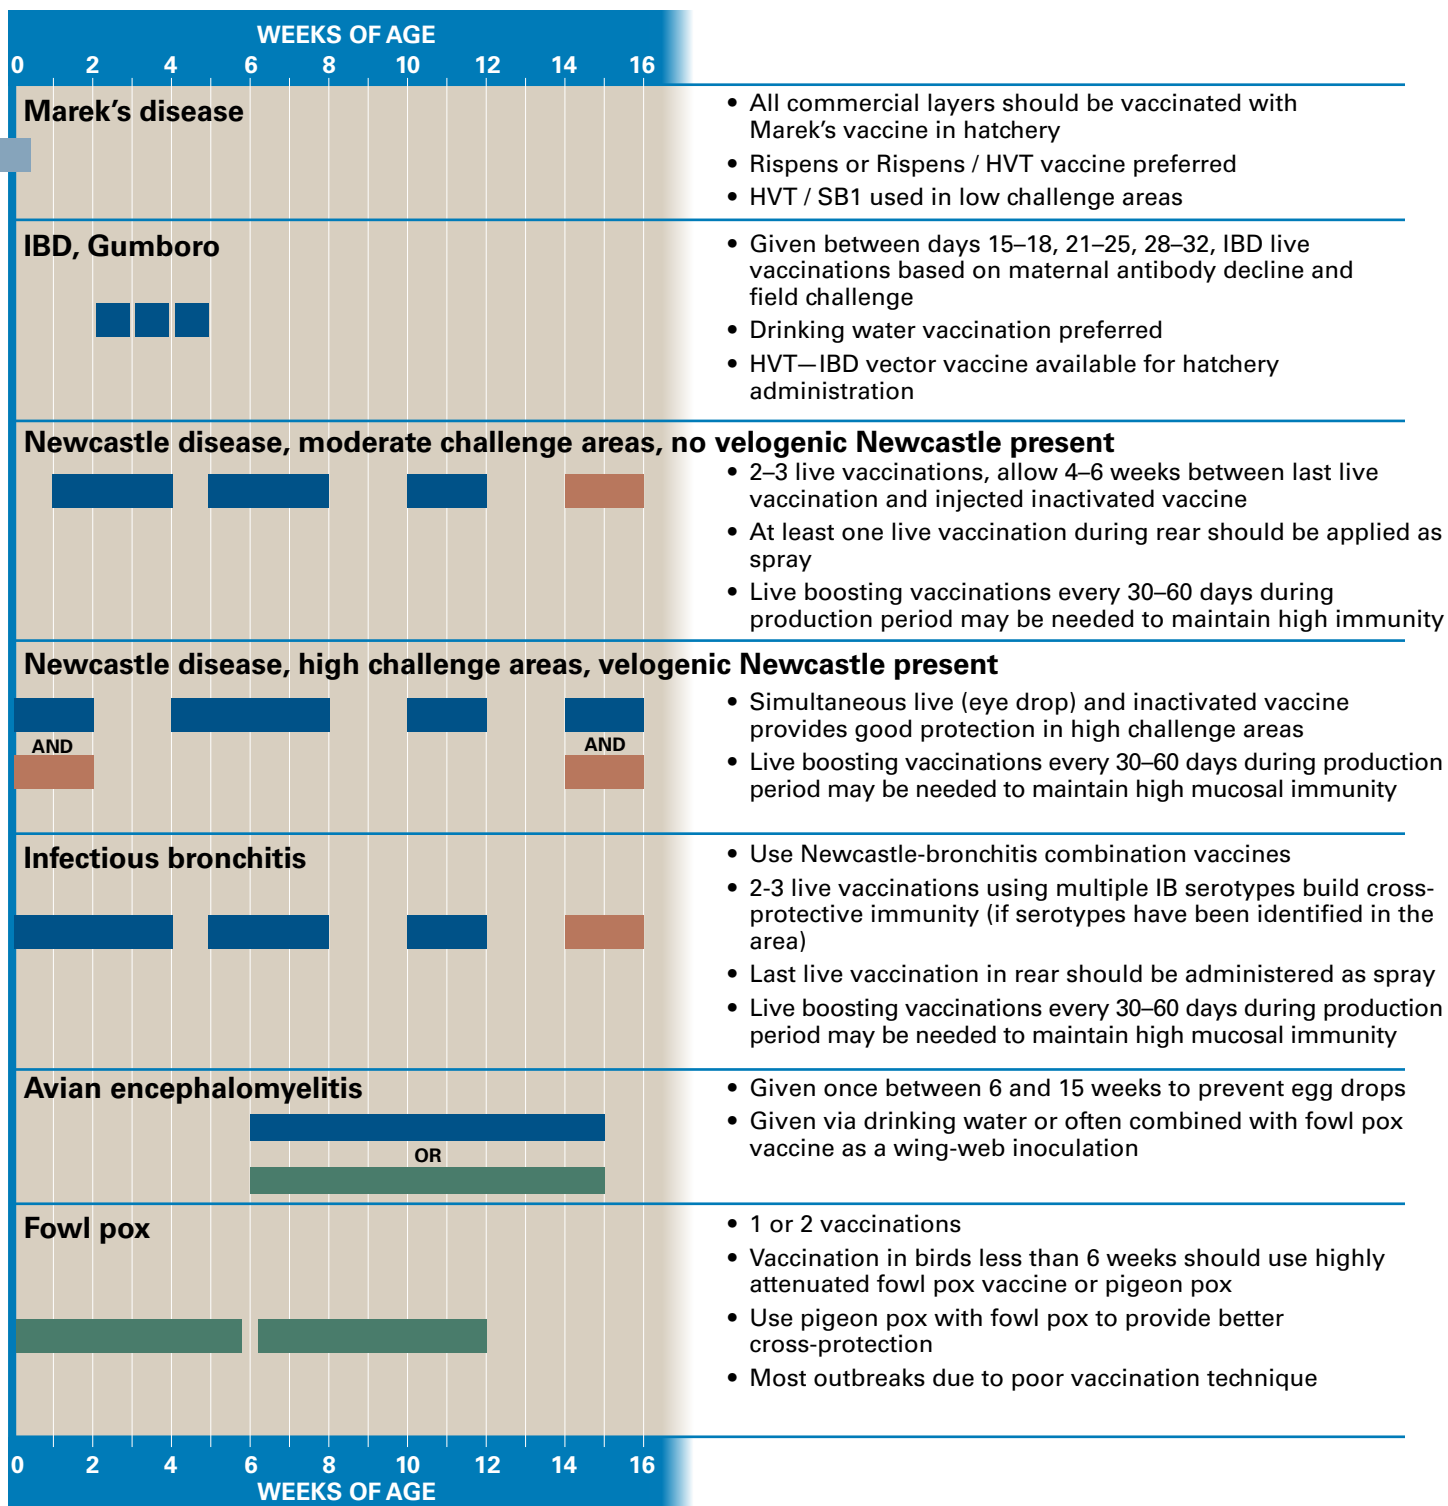 WEEKS OF AGE
0 2 4 6 8 10 12 14 16
Marek's disease
• All commercial layers should be vaccinated with
Marek's vaccine in hatchery
• Rispens or Rispens / HVT vaccine preferred
• HVT / SB1 used in low challenge areas
IBD, Gumboro
• Given between days 15–18, 21–25, 28–32, IBD live
vaccinations based on maternal antibody decline and
field challenge
• Drinking water vaccination preferred
• HVT—IBD vector vaccine available for hatchery
administration
Newcastle disease, moderate challenge areas, no velogenic Newcastle present
• 2–3 live vaccinations, allow 4–6 weeks between last live
vaccination and injected inactivated vaccine
• At least one live vaccination during rear should be applied as
spray
• Live boosting vaccinations every 30–60 days during
production period may be needed to maintain high immunity
Newcastle disease, high challenge areas, velogenic Newcastle present
AND AND
• Simultaneous live (eye drop) and inactivated vaccine
provides good protection in high challenge areas
• Live boosting vaccinations every 30–60 days during production
period may be needed to maintain high mucosal immunity
Infectious bronchitis
• Use Newcastle-bronchitis combination vaccines
• 2-3 live vaccinations using multiple IB serotypes build cross-
protective immunity (if serotypes have been identified in the
area)
• Last live vaccination in rear should be administered as spray
• Live boosting vaccinations every 30–60 days during production
period may be needed to maintain high mucosal immunity
Avian encephalomyelitis
OR
• Given once between 6 and 15 weeks to prevent egg drops
• Given via drinking water or often combined with fowl pox
vaccine as a wing-web inoculation
Fowl pox
• 1 or 2 vaccinations
• Vaccination in birds less than 6 weeks should use highly
attenuated fowl pox vaccine or pigeon pox
• Use pigeon pox with fowl pox to provide better
cross-protection
• Most outbreaks due to poor vaccination technique
0 2 4 6 8 10 12 14 16
WEEKS OF AGE